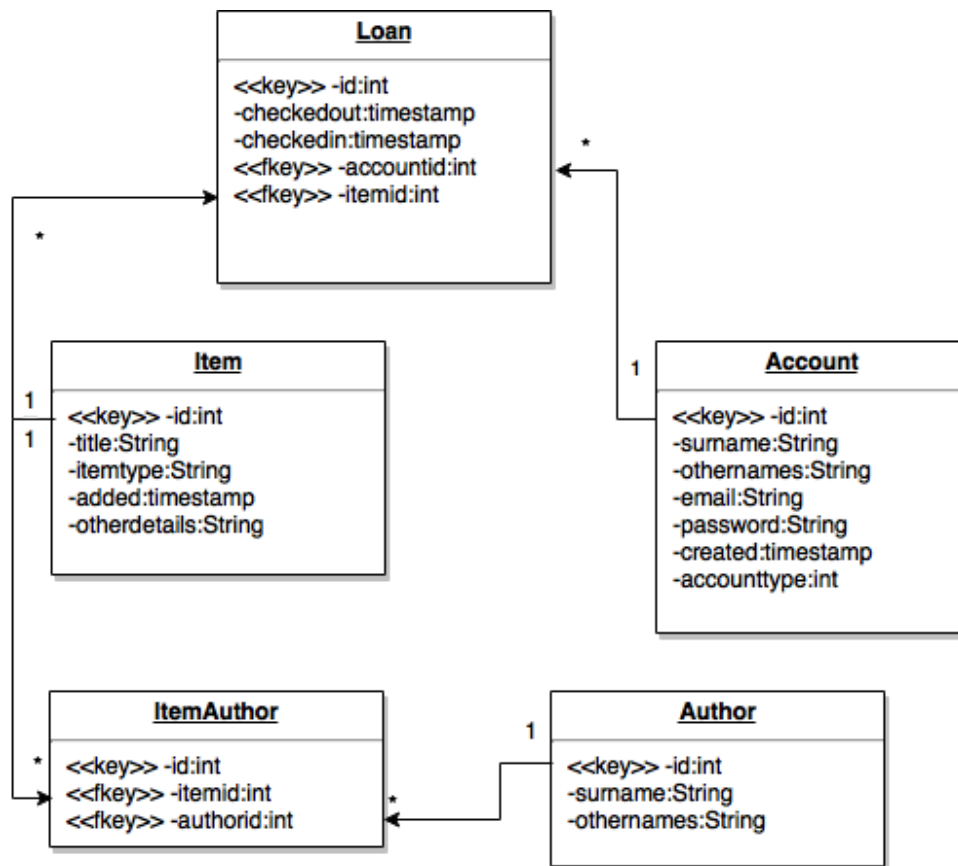 Loan
<<key>> -id:int
-checkedout:timestamp
-checkedin:timestamp
<<fkey>> -accountid:int
<<fkey>> -itemid:int
*
*
Item
<<key>> -id:int
-title:String
-itemtype:String
-added:timestamp
-otherdetails:String
1
1
1
Account
<<key>> -id:int
-surname:String
-othernames:String
-email:String
-password:String
-created:timestamp
-accounttype:int
ItemAuthor
<<key>> -id:int
<<fkey>> -itemid:int
<<fkey>> -authorid:int
*
*
1
Author
<<key>> -id:int
-surname:String
-othernames:String